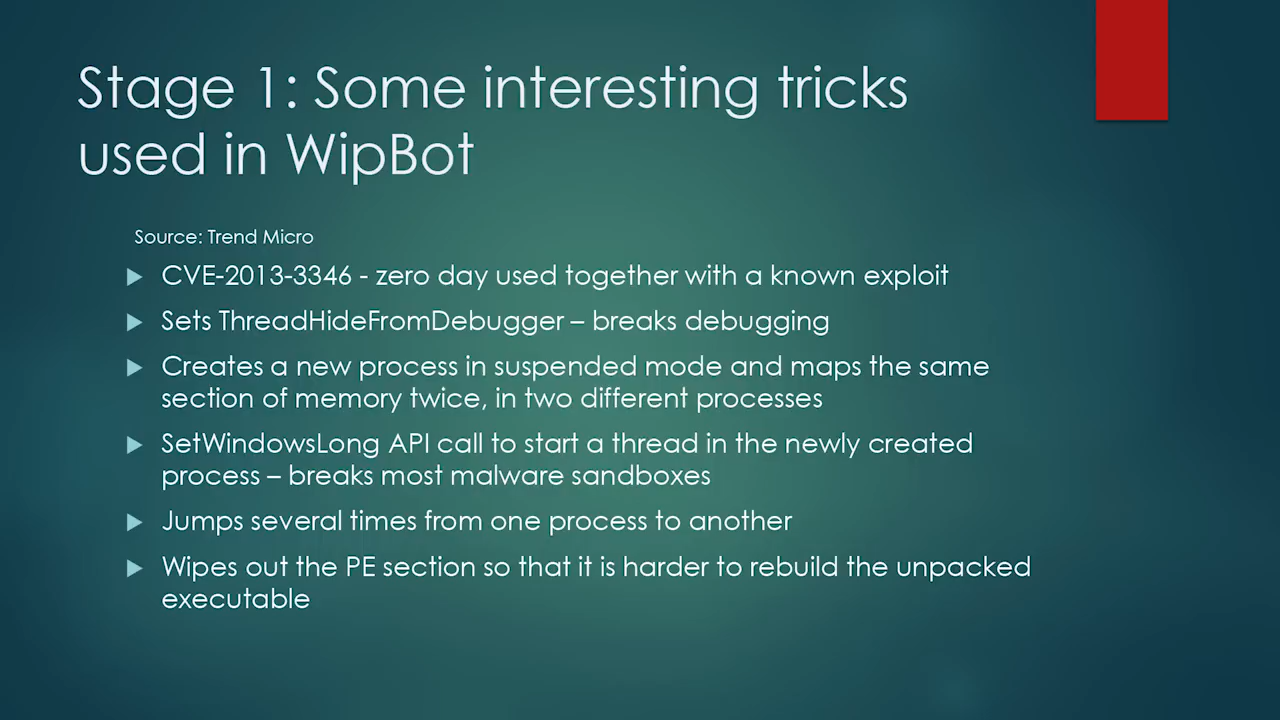 Stage 1: Some interesting tricks
used in WipBot
Source: Trend Micro
CVE-2013-3346 - zero day used together with a known exploit
Sets ThreadHideFromDebugger – breaks debugging
Creates a new process in suspended mode and maps the same
section of memory twice, in two different processes
SetWindowsLong API call to start a thread in the newly created
process – breaks most malware sandboxes
Jumps several times from one process to another
Wipes out the PE section so that it is harder to rebuild the unpacked
executable